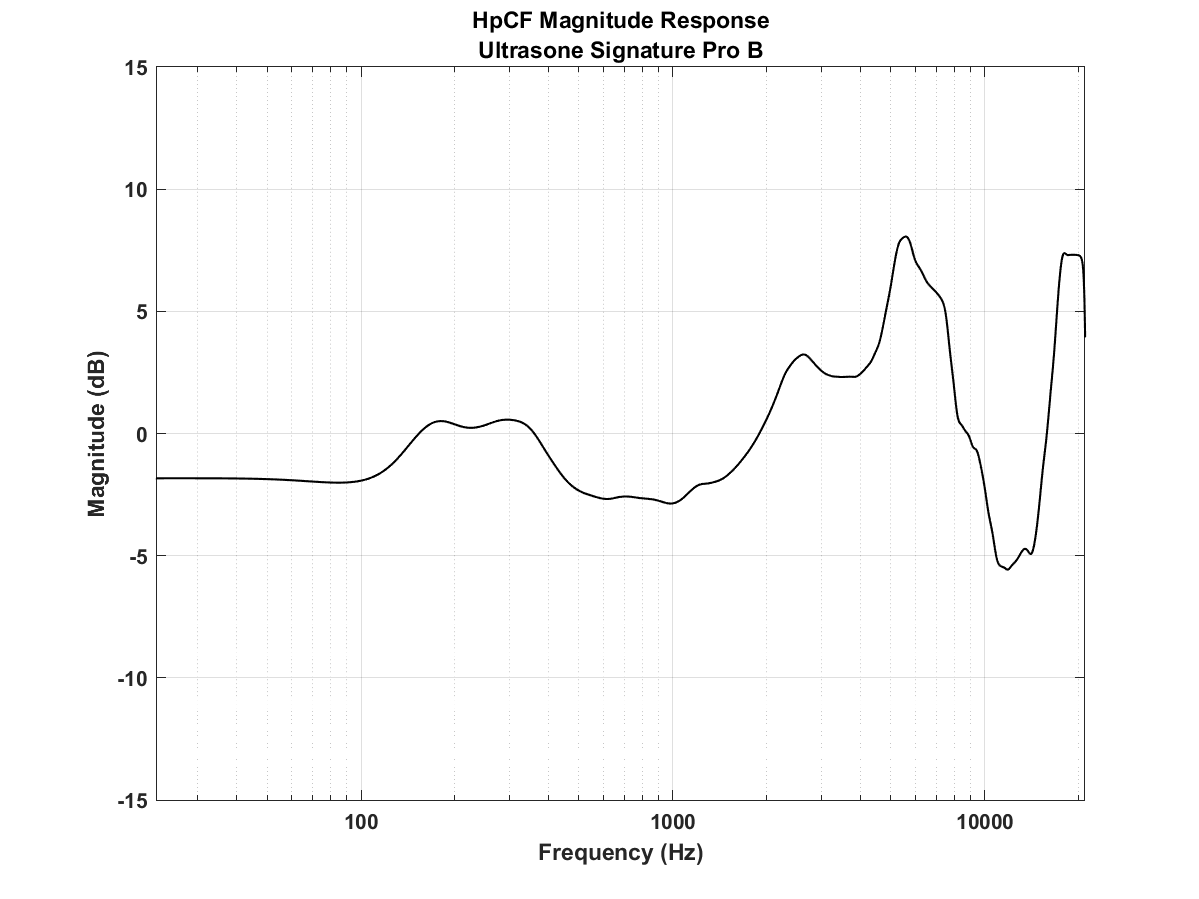 HpCF Magnitude Response
Ultrasone Signature Pro B
15
10
5
0
-5
-10
-15
Magnitude (dB)
100
1000
10000
Frequency (Hz)